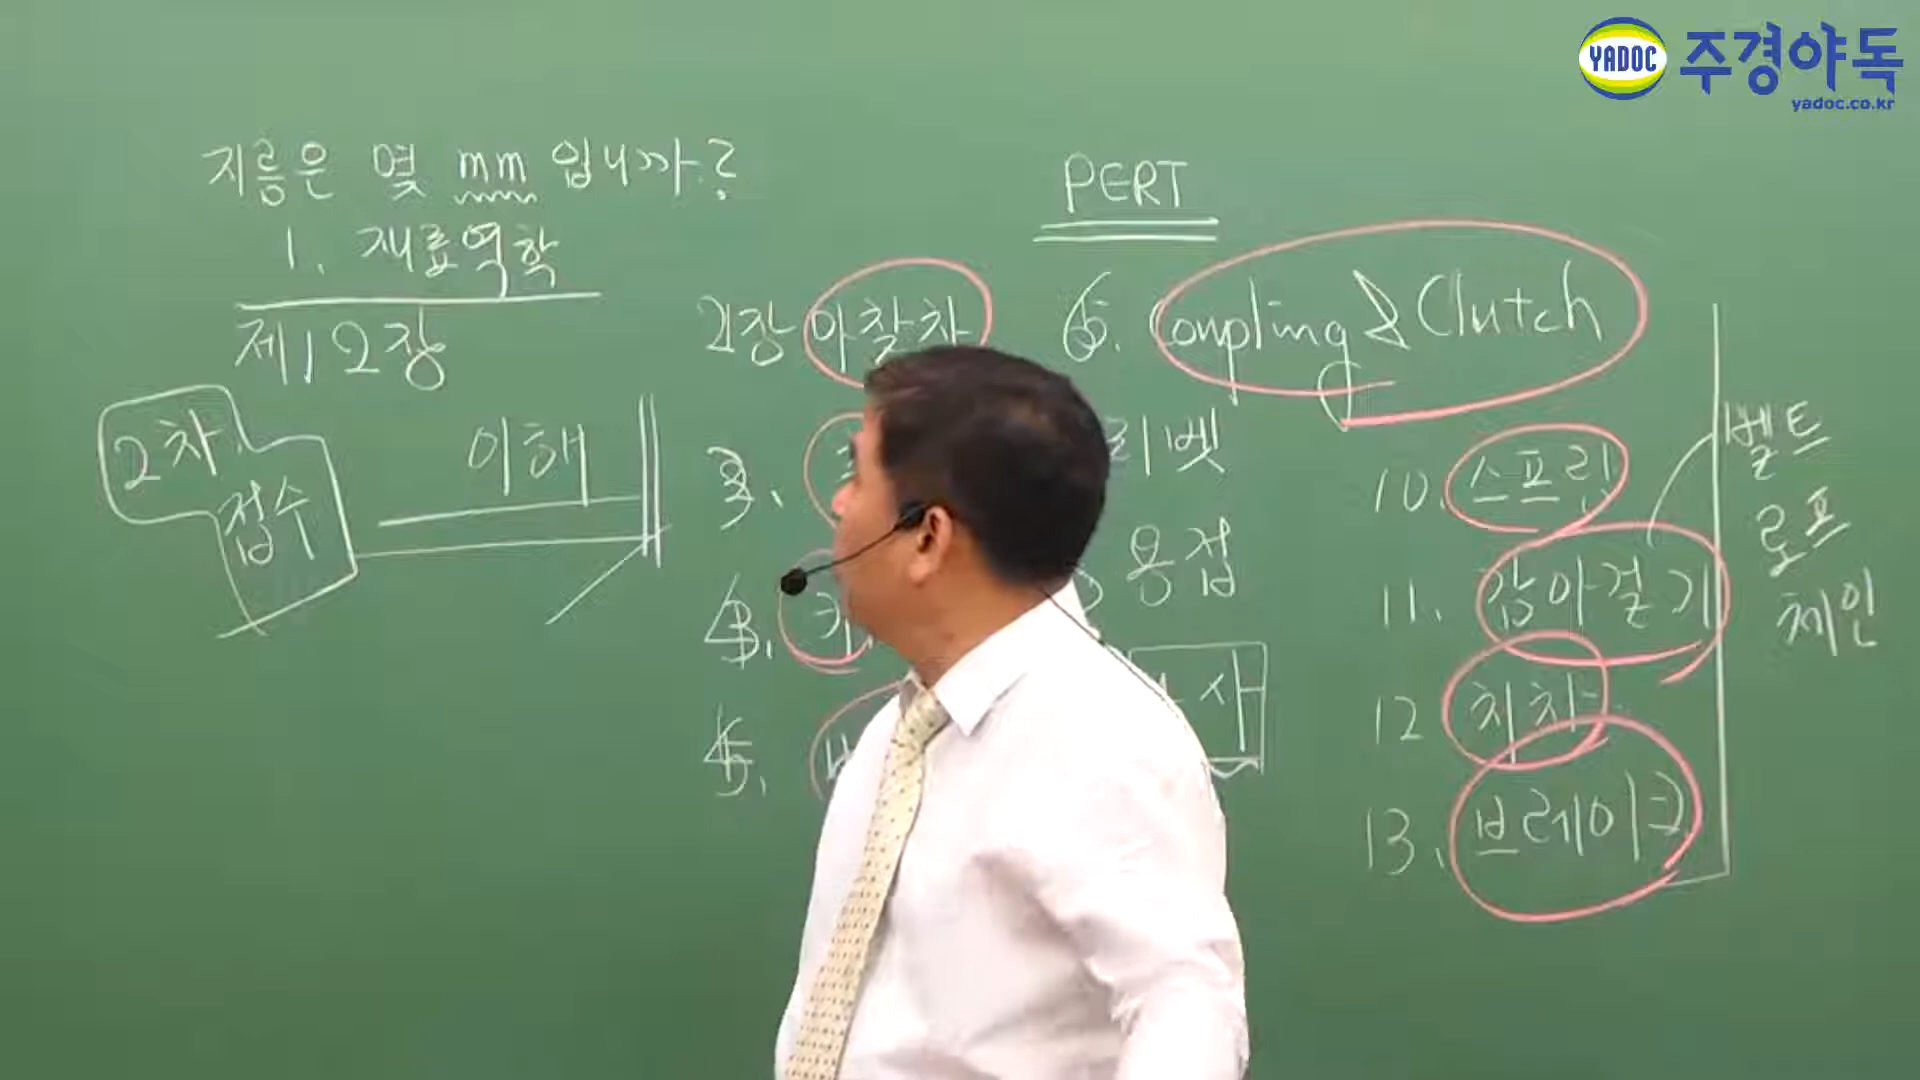 YADOC 주경야독
yadoc.co.kr
지름은 몇 mm 입니까?
1. 재료역학
제12장
2차
접수
이해
PERT
2장 마찰차
3.
4. 키
5.
6. Coupling & Clutch
리벳
용접
10. 스프링
11. 감아걸기
12 치차
13. 브레이크
벨트
로프
체인